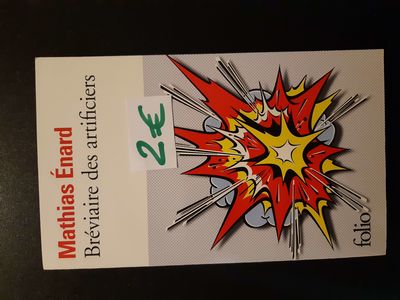 Mathias Énard
Bréviaire des artificiers
2€
folio